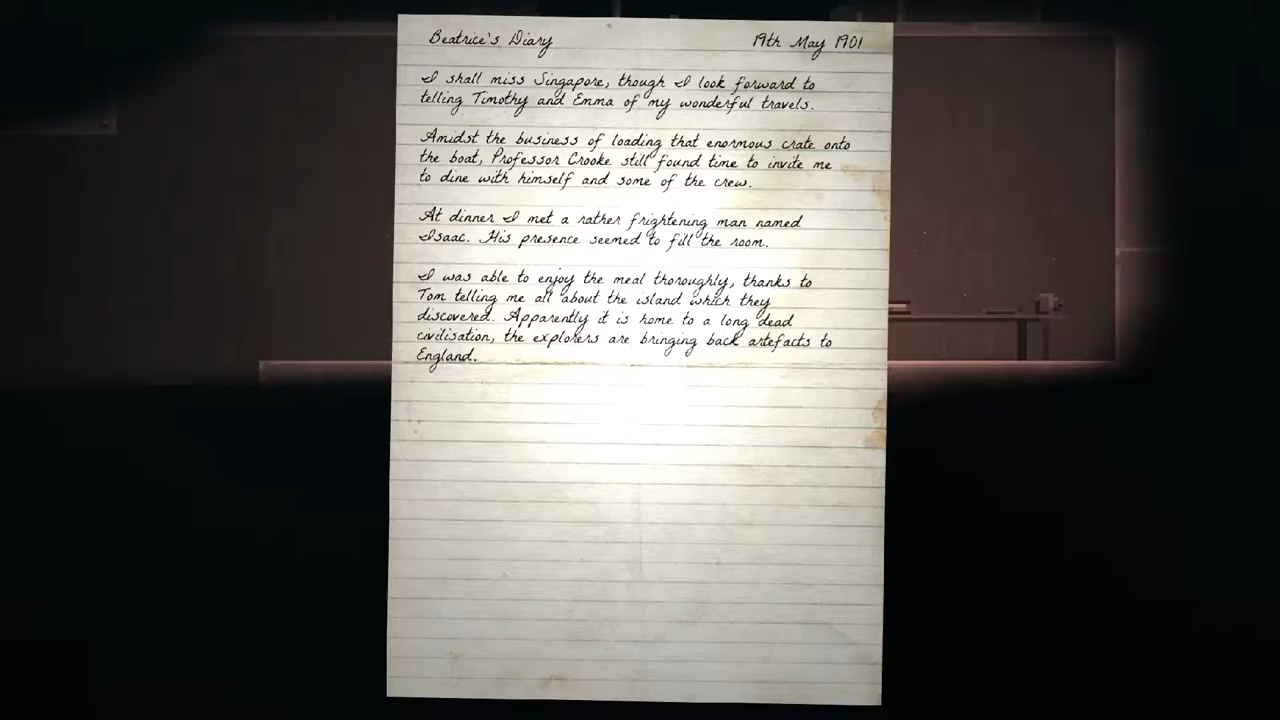 Beatrice's Diary
19th May 1901
I shall miss Singapore, though I look forward to
telling Timothy and Emma of my wonderful travels.
Amidst the business of loading that enormous crate onto
the boat, Professor Crooke still found time to invite me
to dine with himself and some of the crew.
At dinner I met a rather frightening man named
Isaac. His presence seemed to fill the room.
I was able to enjoy the meal thoroughly, thanks to
Tom telling me all about the island which they
discovered. Apparently it is home to a long dead
civilisation, the explorers are bringing back artefacts to
England.